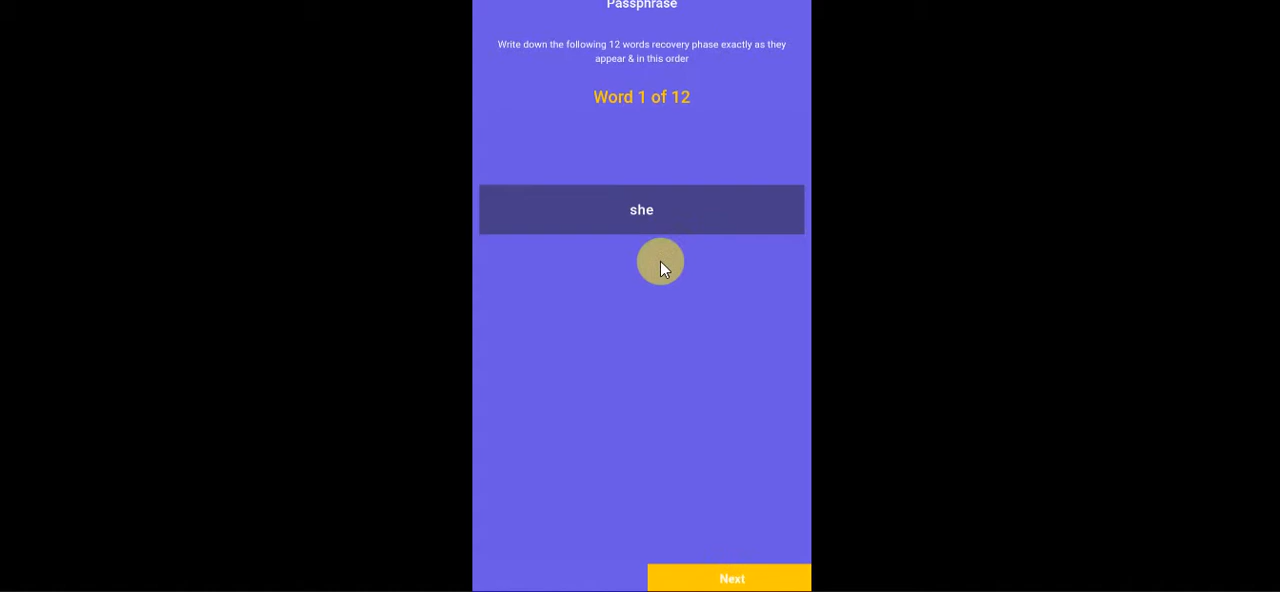 Passphrase
Write down the following 12 words recovery phase exactly as they
appear & in this order
Word 1 of 12
she
Next